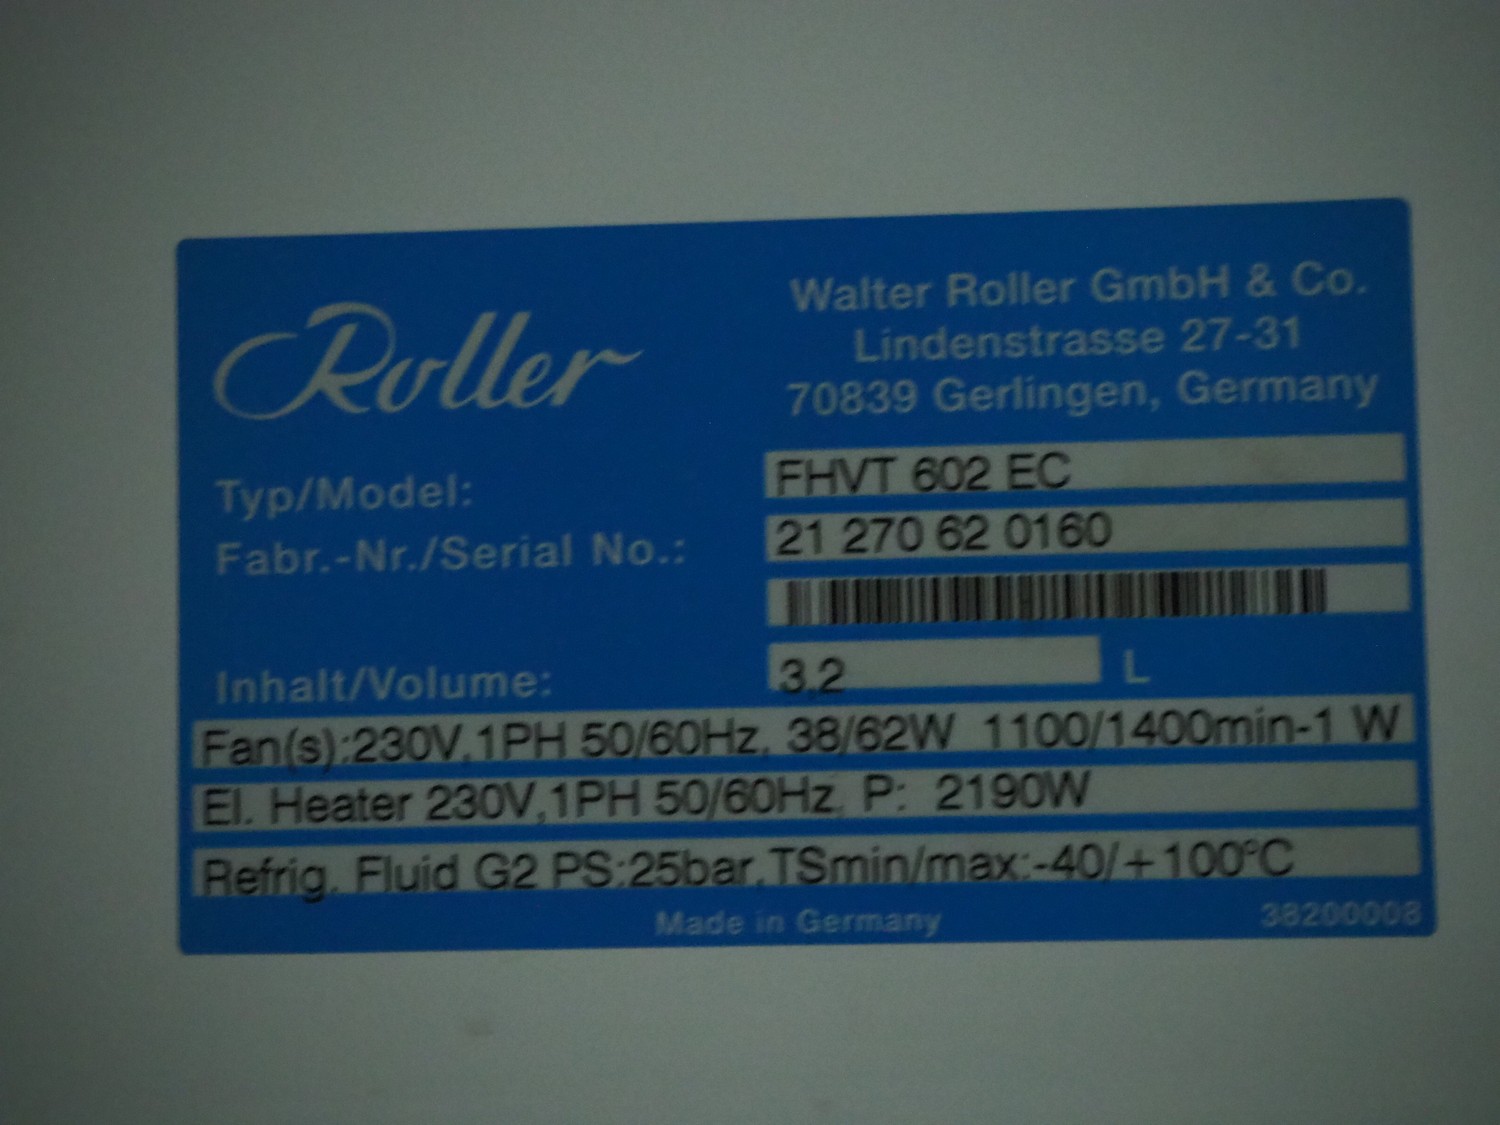 Roller
Walter Roller GmbH & Co.
Lindenstrasse 27-31
70839 Gerlingen, Germany
Typ/Model: FHVT 602 EC
Fabr.-Nr./Serial No.: 21 270 62 0160
Inhalt/Volume: 3,2 L
Fan(s):230V,1PH 50/60Hz, 38/62W 1100/1400min-1 W
El. Heater 230V,1PH 50/60Hz, P: 2190W
Refrig. Fluid G2 PS:25bar,TSmin/max:-40/+100°C
Made in Germany
38200008